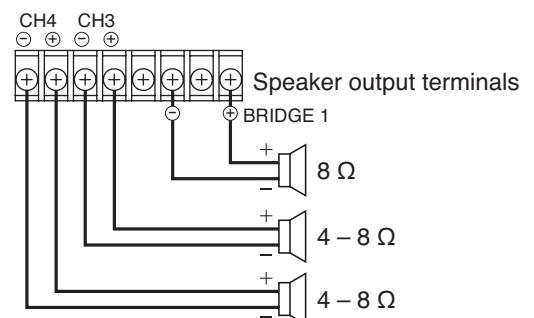 CH4 CH3
⊖ ⊕ ⊖ ⊕
Speaker output terminals
⊖ ⊕ BRIDGE 1
+
8 Ω
−
+
4 – 8 Ω
−
+
4 – 8 Ω
−